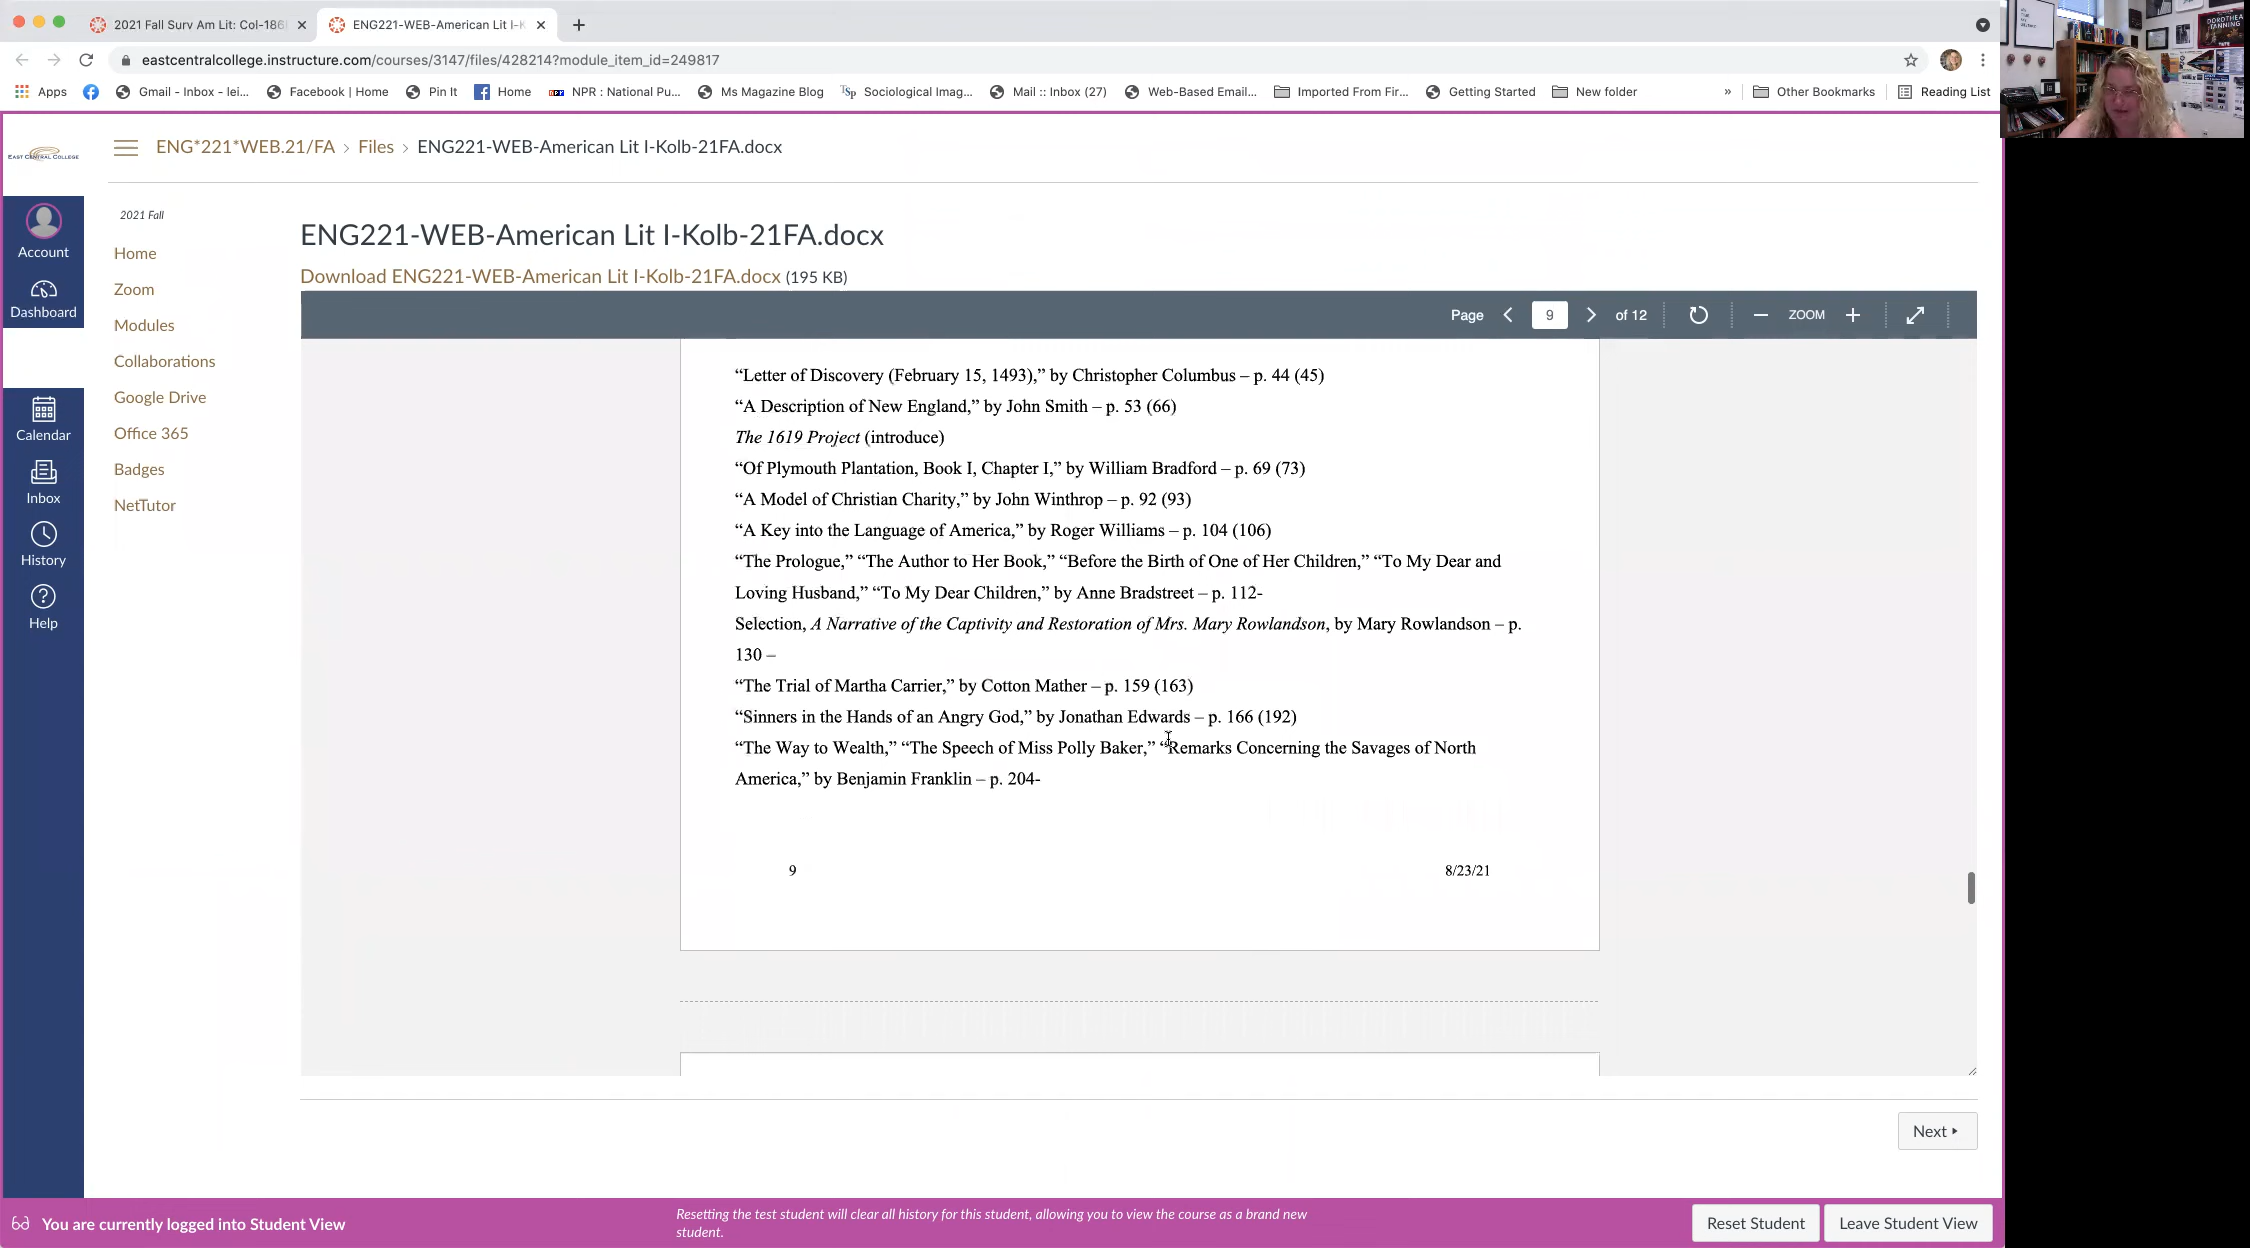 2021 Fall Surv Am Lit: Col-186
ENG221-WEB-American Lit I-K
eastcentralcollege.instructure.com/courses/3147/files/428214?module_item_id=249817
Apps
Gmail - Inbox - lei...
Facebook | Home
Pin It
Home
NPR : National Pu...
Ms Magazine Blog
TSp
Sociological Imag...
Mail :: Inbox (27)
Web-Based Email...
Imported From Fir...
Getting Started
New folder
»
Other Bookmarks
Reading List
DOROTHEA
TANNING
EAST CENTRAL COLLEGE
ENG*221*WEB.21/FA › Files › ENG221-WEB-American Lit I-Kolb-21FA.docx
Account
Dashboard
Calendar
Inbox
History
Help
2021 Fall
Home
Zoom
Modules
Collaborations
Google Drive
Office 365
Badges
NetTutor
ENG221-WEB-American Lit I-Kolb-21FA.docx
Download ENG221-WEB-American Lit I-Kolb-21FA.docx (195 KB)
Page 9 of 12 ZOOM
“Letter of Discovery (February 15, 1493),” by Christopher Columbus – p. 44 (45)
“A Description of New England,” by John Smith – p. 53 (66)
The 1619 Project (introduce)
“Of Plymouth Plantation, Book I, Chapter I,” by William Bradford – p. 69 (73)
“A Model of Christian Charity,” by John Winthrop – p. 92 (93)
“A Key into the Language of America,” by Roger Williams – p. 104 (106)
“The Prologue,” “The Author to Her Book,” “Before the Birth of One of Her Children,” “To My Dear and
Loving Husband,” “To My Dear Children,” by Anne Bradstreet – p. 112-
Selection, A Narrative of the Captivity and Restoration of Mrs. Mary Rowlandson, by Mary Rowlandson – p.
130 –
“The Trial of Martha Carrier,” by Cotton Mather – p. 159 (163)
“Sinners in the Hands of an Angry God,” by Jonathan Edwards – p. 166 (192)
“The Way to Wealth,” “The Speech of Miss Polly Baker,” “Remarks Concerning the Savages of North
America,” by Benjamin Franklin – p. 204-
9
8/23/21
Next
You are currently logged into Student View
Resetting the test student will clear all history for this student, allowing you to view the course as a brand new
student.
Reset Student
Leave Student View